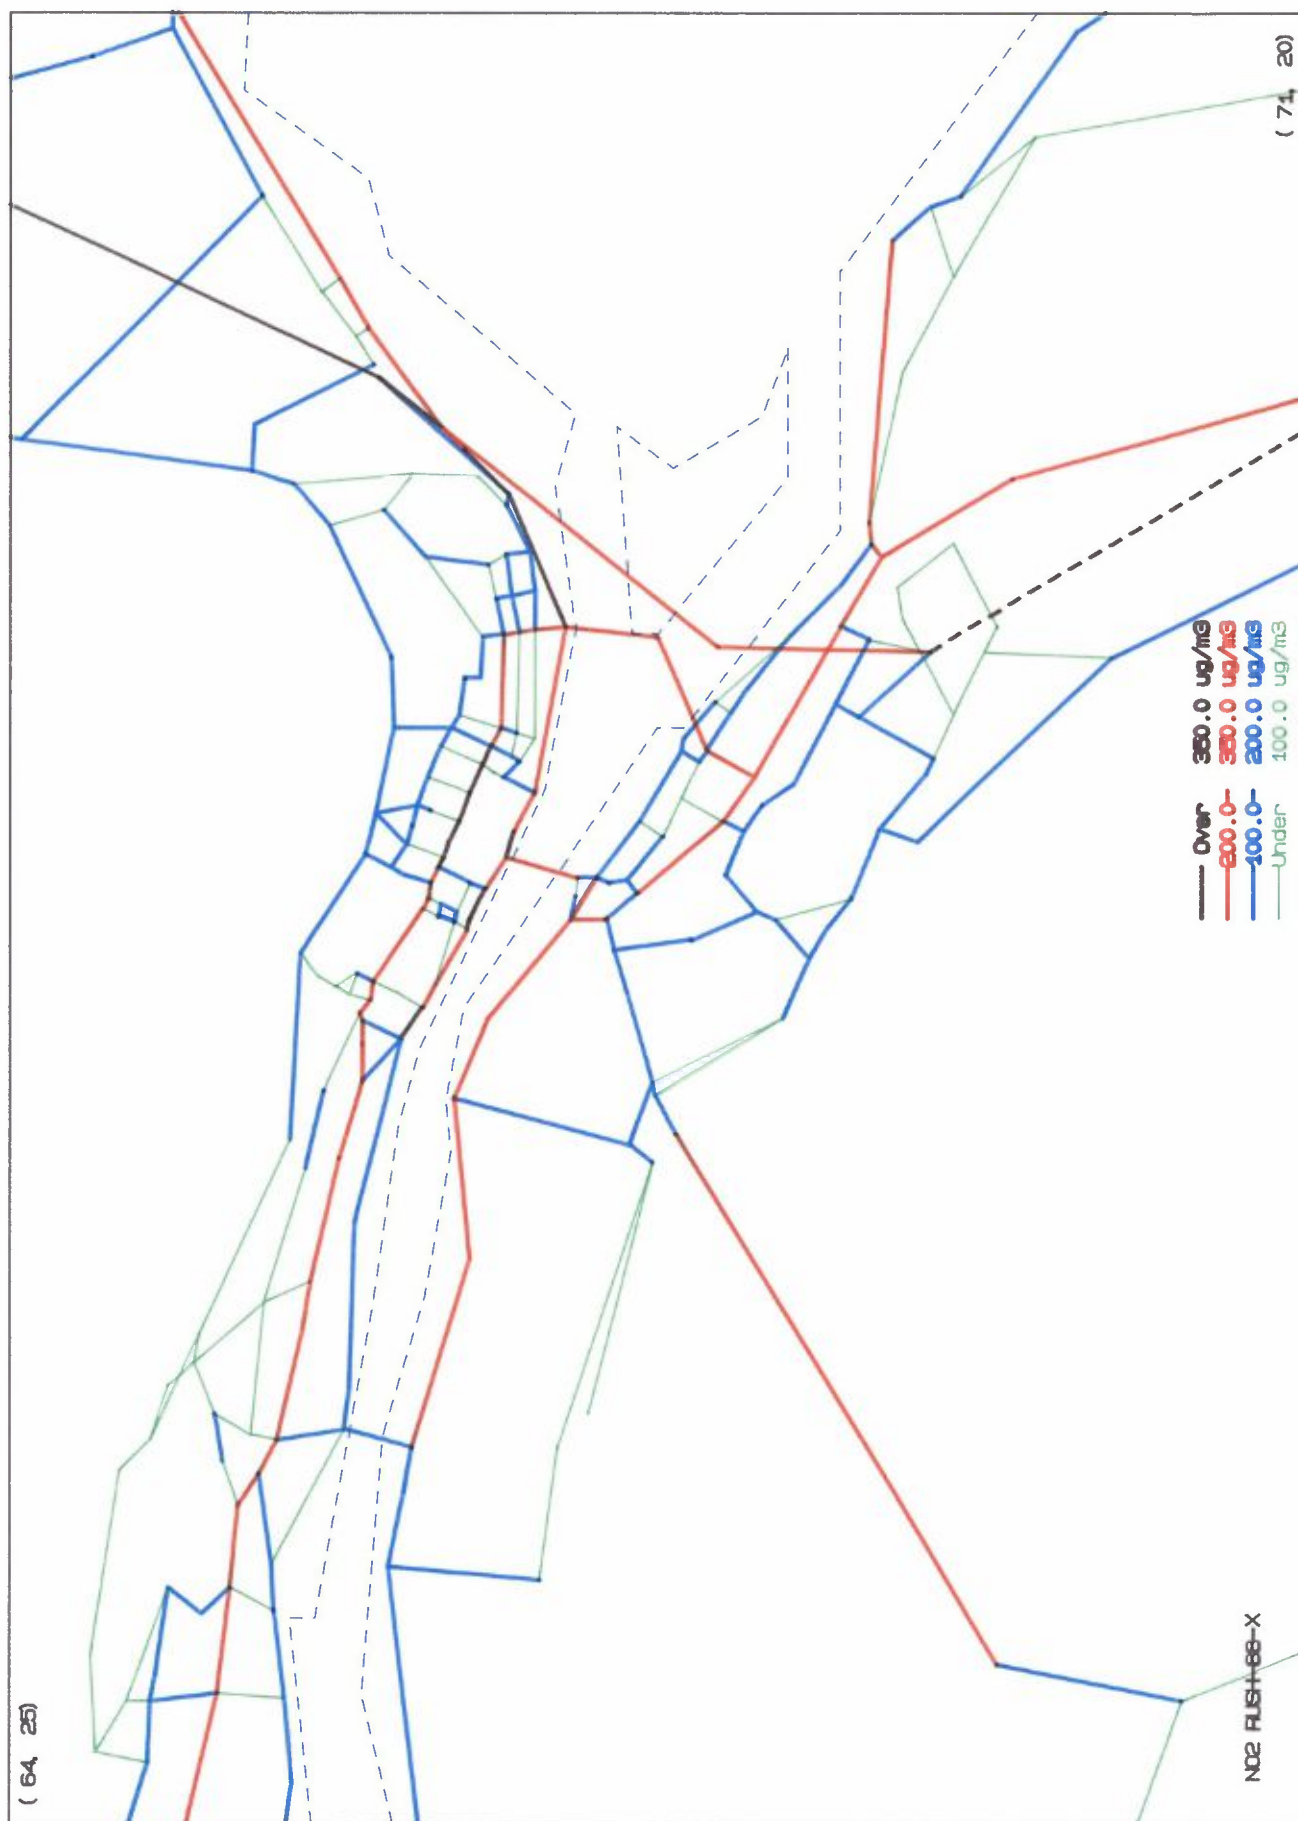 ( 64, 25)
( 71, 20)
Over 350.0 ug/m3
200.0- 350.0 ug/m3
100.0- 200.0 ug/m3
Under 100.0 ug/m3
NO2 RUSH-88-X